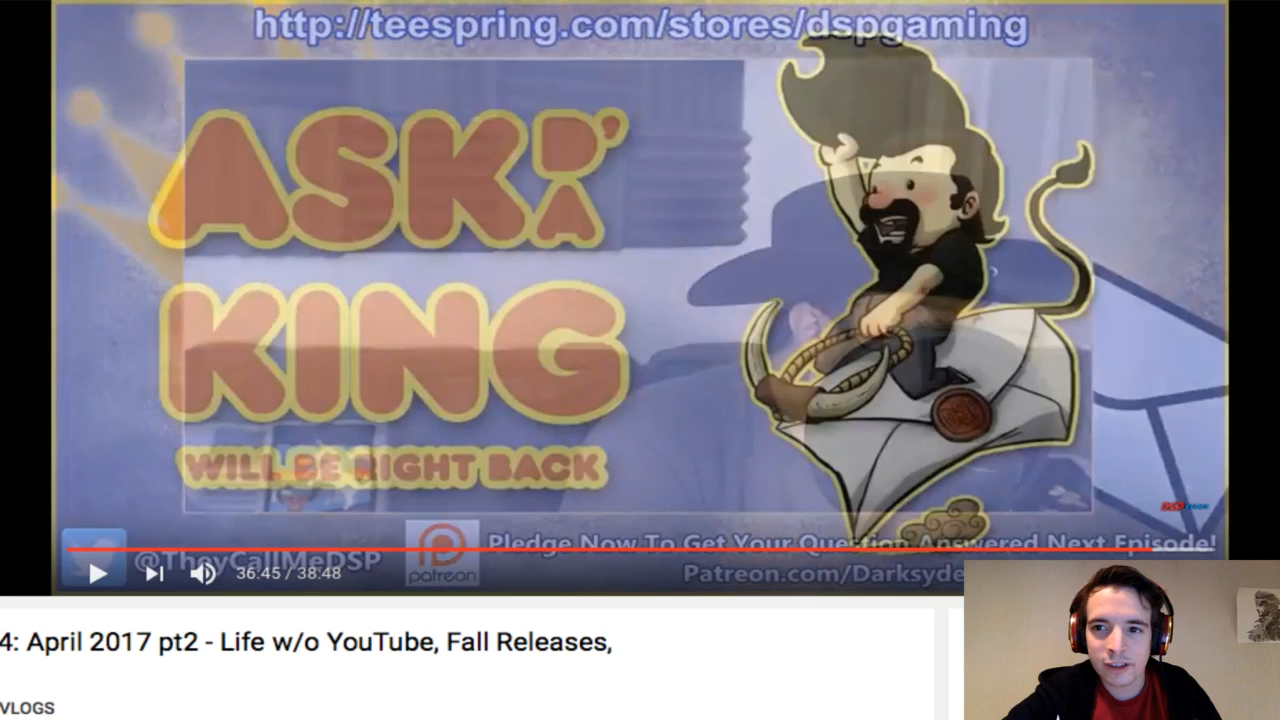 http://teespring.com/stores/dspgaming
ASK D'A
KING
WILL BE RIGHT BACK
@TheyCallMeDSP
patreon
Pledge Now To Get Your Question Answered Next Episode!
Patreon.com/Darksyde
36:45 / 38:48
4: April 2017 pt2 - Life w/o YouTube, Fall Releases,
VLOGS